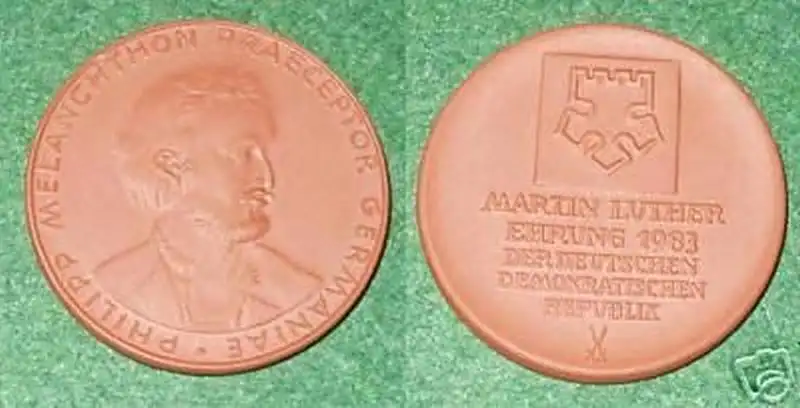 PHILIPP MELANCHTHON PRAECEPTOR GERMANIAE •
MARTIN LUTHER
EHRUNG 1983
DER DEUTSCHEN
DEMOKRATISCHEN
REPUBLIK